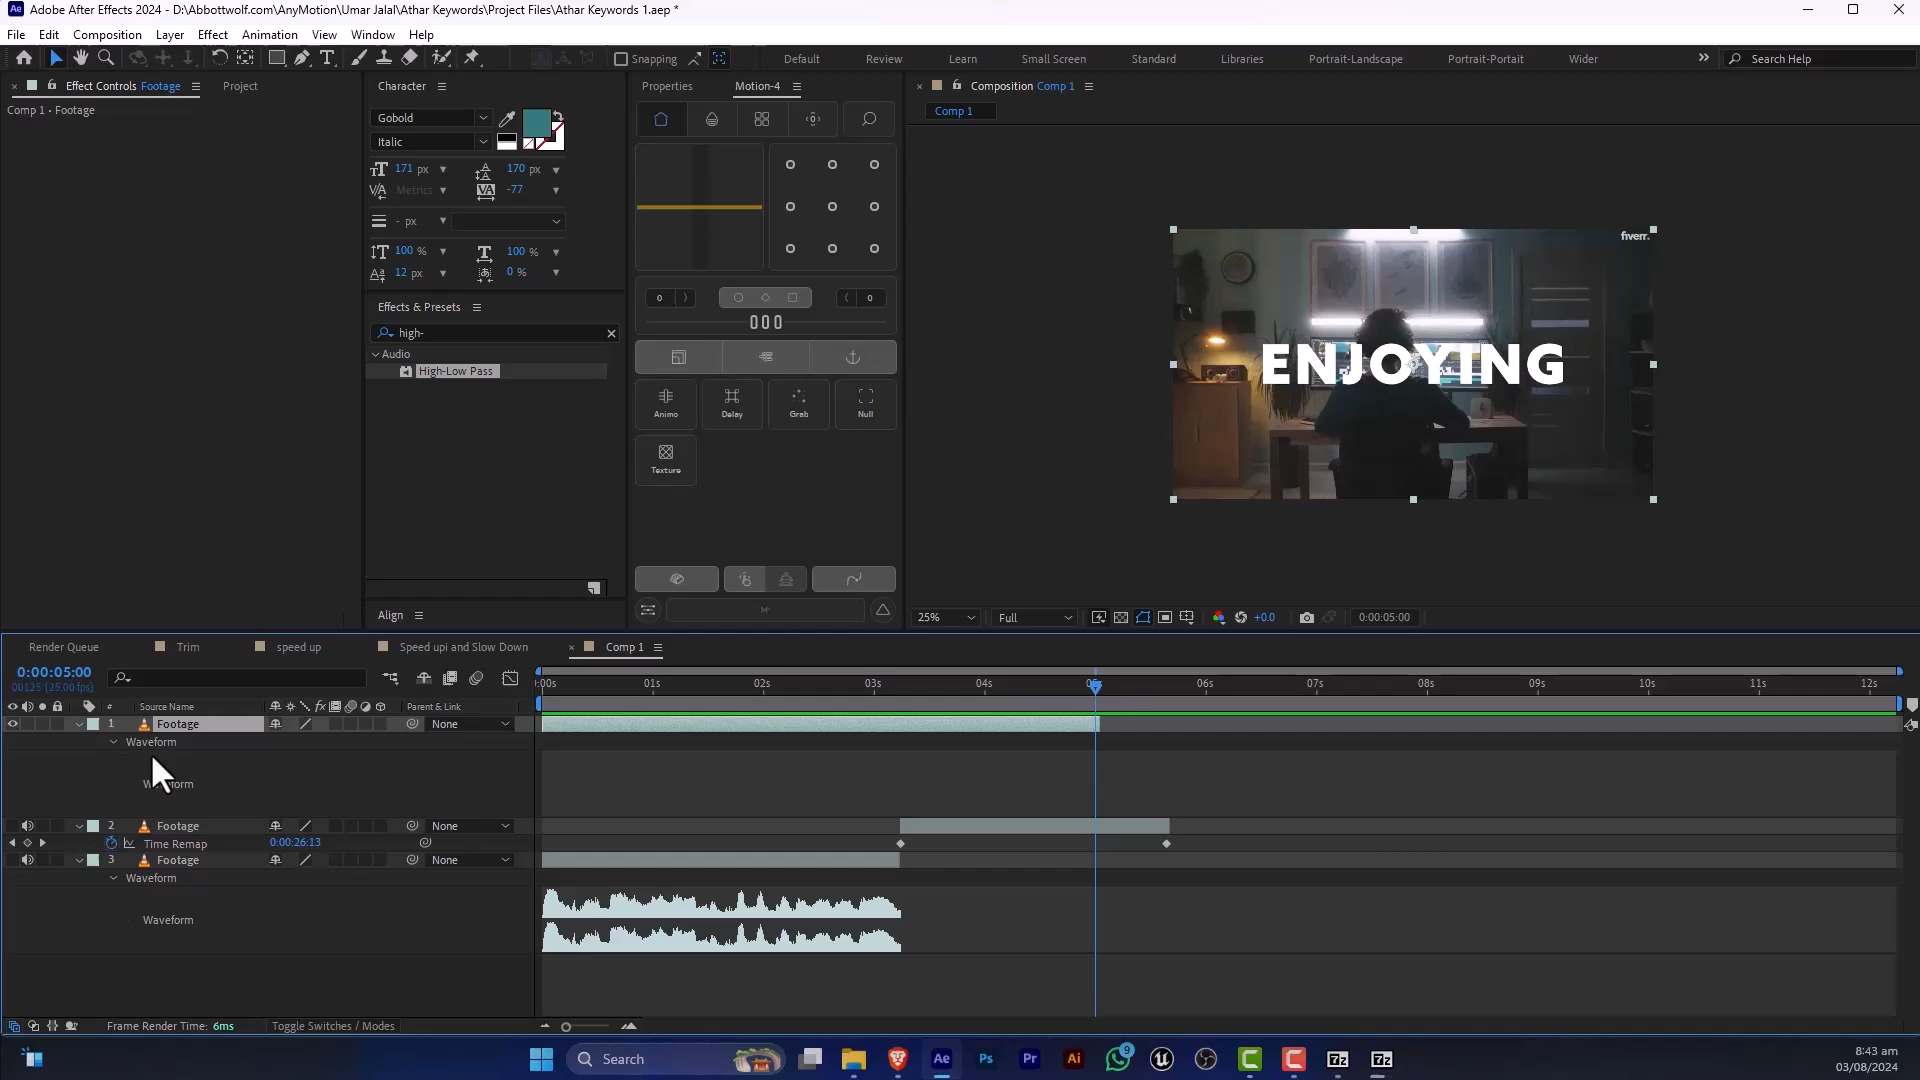 Adobe After Effects 2024 - D:\Abbottwolf.com\AnyMotion\Umar Jalal\Athar Keywords\Project Files\Athar Keywords 1.aep *
File Edit Composition Layer Effect Animation View Window Help
Snapping Default Review Learn Small Screen Standard Libraries Portrait-Landscape Portrait-Portait Wider Search Help
Effect Controls Footage Project
Comp 1 • Footage
Character
Gobold
Italic
171 px 170 px
Metrics -77
- px
100 % 100 %
12 px 0 %
Effects & Presets
high-
Audio
High-Low Pass
Align
Properties Motion-4
0 0
Animo Delay Grab Null
Texture
Composition Comp 1
Comp 1
fiverr.
ENJOYING
25% Full +0.0 0:00:05:00
Render Queue Trim speed up Speed upi and Slow Down Comp 1
0:00:05:00
00125 (25.00 fps)
:00s 01s 02s 03s 04s 06s 07s 08s 09s 10s 11s 12s
# Source Name Parent & Link
1 Footage None
Waveform
2 Footage None
Time Remap 0:00:26:13
3 Footage None
Waveform
Waveform
Frame Render Time: 6ms Toggle Switches / Modes
Search
9
8:43 am
03/08/2024